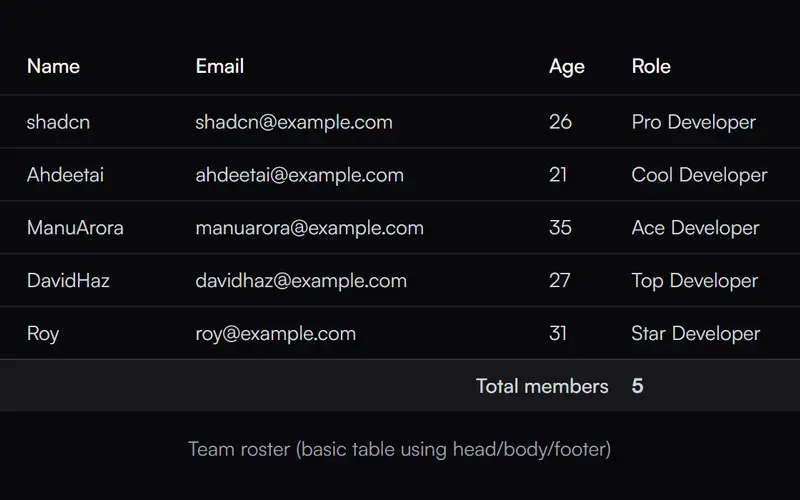 Name Email Age Role
shadcn shadcn@example.com 26 Pro Developer
Ahdeetai ahdeetai@example.com 21 Cool Developer
ManuArora manuarora@example.com 35 Ace Developer
DavidHaz davidhaz@example.com 27 Top Developer
Roy roy@example.com 31 Star Developer
Total members 5
Team roster (basic table using head/body/footer)